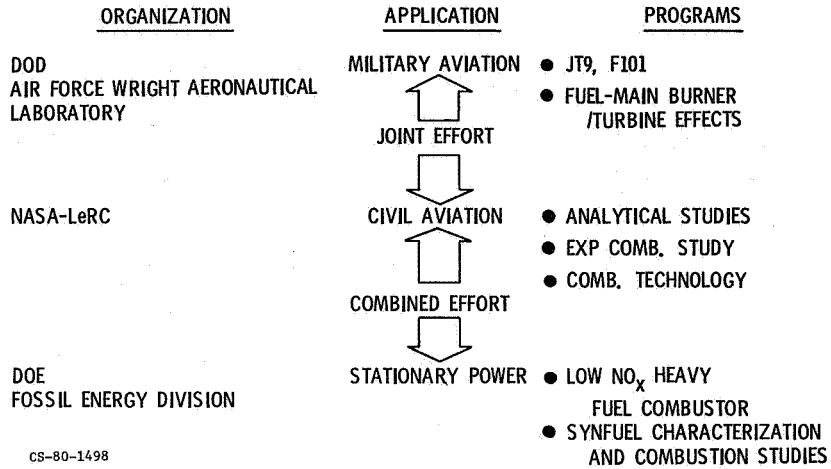 ORGANIZATION APPLICATION PROGRAMS
DOD MILITARY AVIATION ● JT9, F101
AIR FORCE WRIGHT AERONAUTICAL ● FUEL-MAIN BURNER
LABORATORY /TURBINE EFFECTS
JOINT EFFORT
NASA-LeRC CIVIL AVIATION ● ANALYTICAL STUDIES
● EXP COMB. STUDY
● COMB. TECHNOLOGY
COMBINED EFFORT
DOE STATIONARY POWER ● LOW NOX HEAVY
FOSSIL ENERGY DIVISION FUEL COMBUSTOR
● SYNFUEL CHARACTERIZATION
CS-80-1498 AND COMBUSTION STUDIES